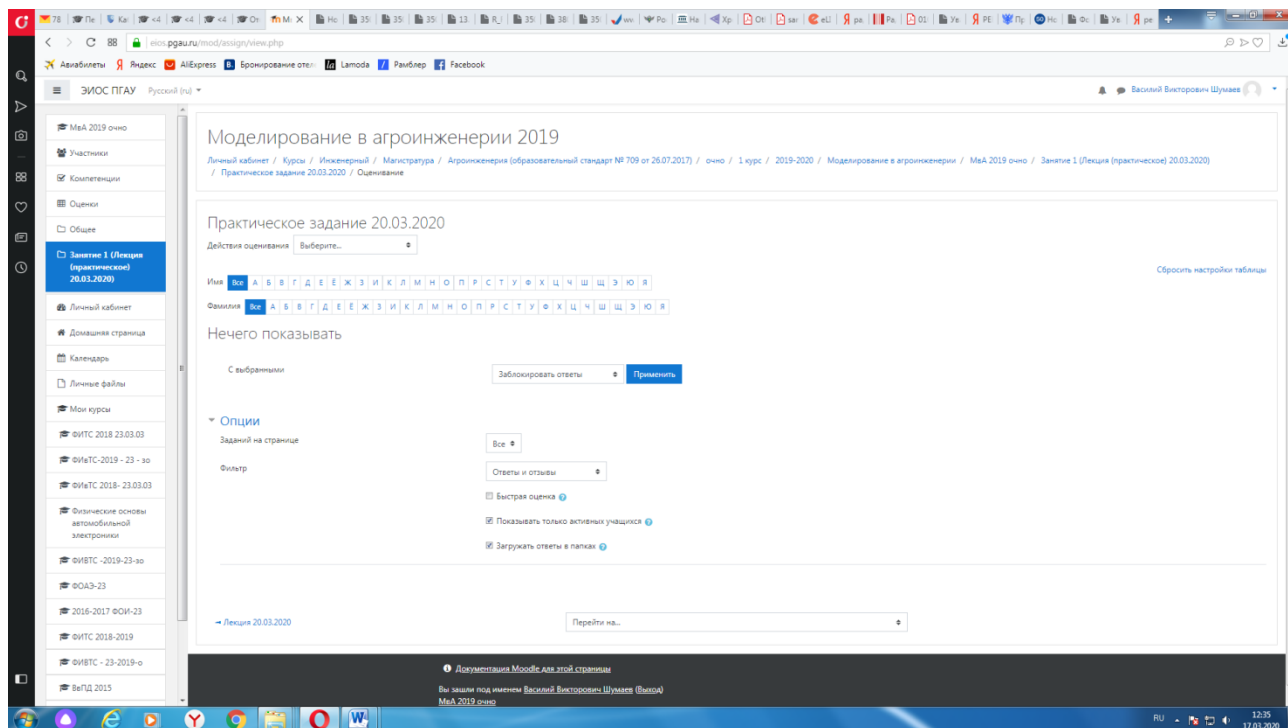 eios.pgau.ru/mod/assign/view.php
Авиабилеты Яндекс AliExpress Бронирование отел Lamoda Рамблер Facebook
ЭИОС ПГАУ Русский (ru)
Василий Викторович Шумаев
МвА 2019 очно
Участники
Компетенции
Оценки
Общее
Занятие 1 (Лекция
(практическое)
20.03.2020)
Личный кабинет
Домашняя страница
Календарь
Личные файлы
Мои курсы
ФИТС 2018 23.03.03
ФИвТС-2019 - 23 - зо
ФИвТС 2018- 23.03.03
Физические основы
автомобильной
электроники
ФИВТС -2019-23-зо
ФОАЭ-23
2016-2017 ФОИ-23
ФИТС 2018-2019
ФИВТС - 23-2019-о
ВвПД 2015
Моделирование в агроинженерии 2019
Личный кабинет / Курсы / Инженерный / Магистратура / Агроинженерия (образовательный стандарт № 709 от 26.07.2017) / очно / 1 курс / 2019-2020 / Моделирование в агроинженерии / МвА 2019 очно / Занятие 1 (Лекция (практическое) 20.03.2020)
/ Практическое задание 20.03.2020 / Оценивание
Практическое задание 20.03.2020
Действия оценивания Выберите...
Сбросить настройки таблицы
Имя Все А Б В Г Д Е Ё Ж З И К Л М Н О П Р С Т У Ф Х Ц Ч Ш Щ Э Ю Я
Фамилия Все А Б В Г Д Е Ё Ж З И К Л М Н О П Р С Т У Ф Х Ц Ч Ш Щ Э Ю Я
Нечего показывать
С выбранными Заблокировать ответы Применить
Опции
Заданий на странице Все
Фильтр Ответы и отзывы
Быстрая оценка
Показывать только активных учащихся
Загружать ответы в папках
Лекция 20.03.2020 Перейти на...
Документация Moodle для этой страницы
Вы зашли под именем Василий Викторович Шумаев (Выход)
МвА 2019 очно
RU 12:35
17.03.2020